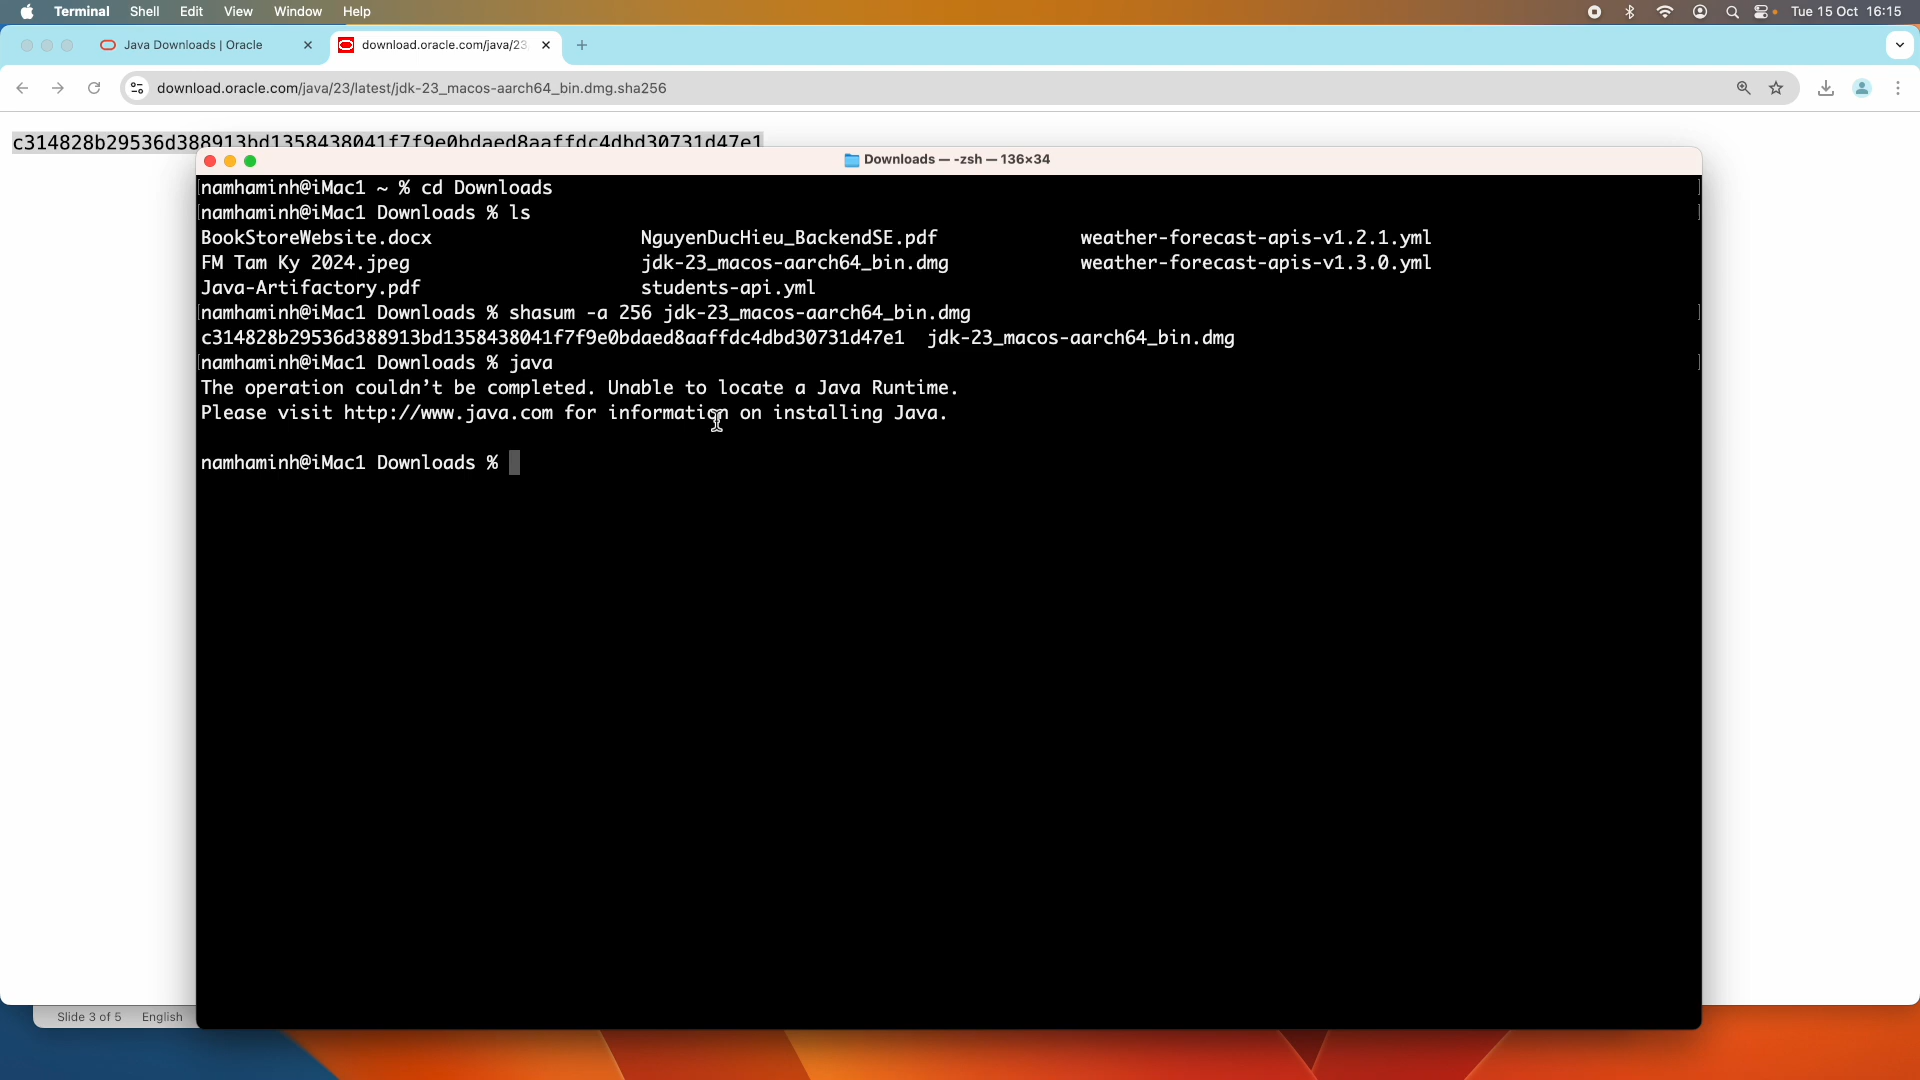 Terminal Shell Edit View Window Help Tue 15 Oct 16:15
Java Downloads | Oracle download.oracle.com/java/23
download.oracle.com/java/23/latest/jdk-23_macos-aarch64_bin.dmg.sha256
c314828b29536d388913bd1358438041f7f9e0bdaed8aaffdc4dbd30731d47e1
Downloads — -zsh — 136×34
namhaminh@iMac1 ~ % cd Downloads
namhaminh@iMac1 Downloads % ls
BookStoreWebsite.docx NguyenDucHieu_BackendSE.pdf weather-forecast-apis-v1.2.1.yml
FM Tam Ky 2024.jpeg jdk-23_macos-aarch64_bin.dmg weather-forecast-apis-v1.3.0.yml
Java-Artifactory.pdf students-api.yml
namhaminh@iMac1 Downloads % shasum -a 256 jdk-23_macos-aarch64_bin.dmg
c314828b29536d388913bd1358438041f7f9e0bdaed8aaffdc4dbd30731d47e1 jdk-23_macos-aarch64_bin.dmg
namhaminh@iMac1 Downloads % java
The operation couldn’t be completed. Unable to locate a Java Runtime.
Please visit http://www.java.com for information on installing Java.
namhaminh@iMac1 Downloads %
Slide 3 of 5 English